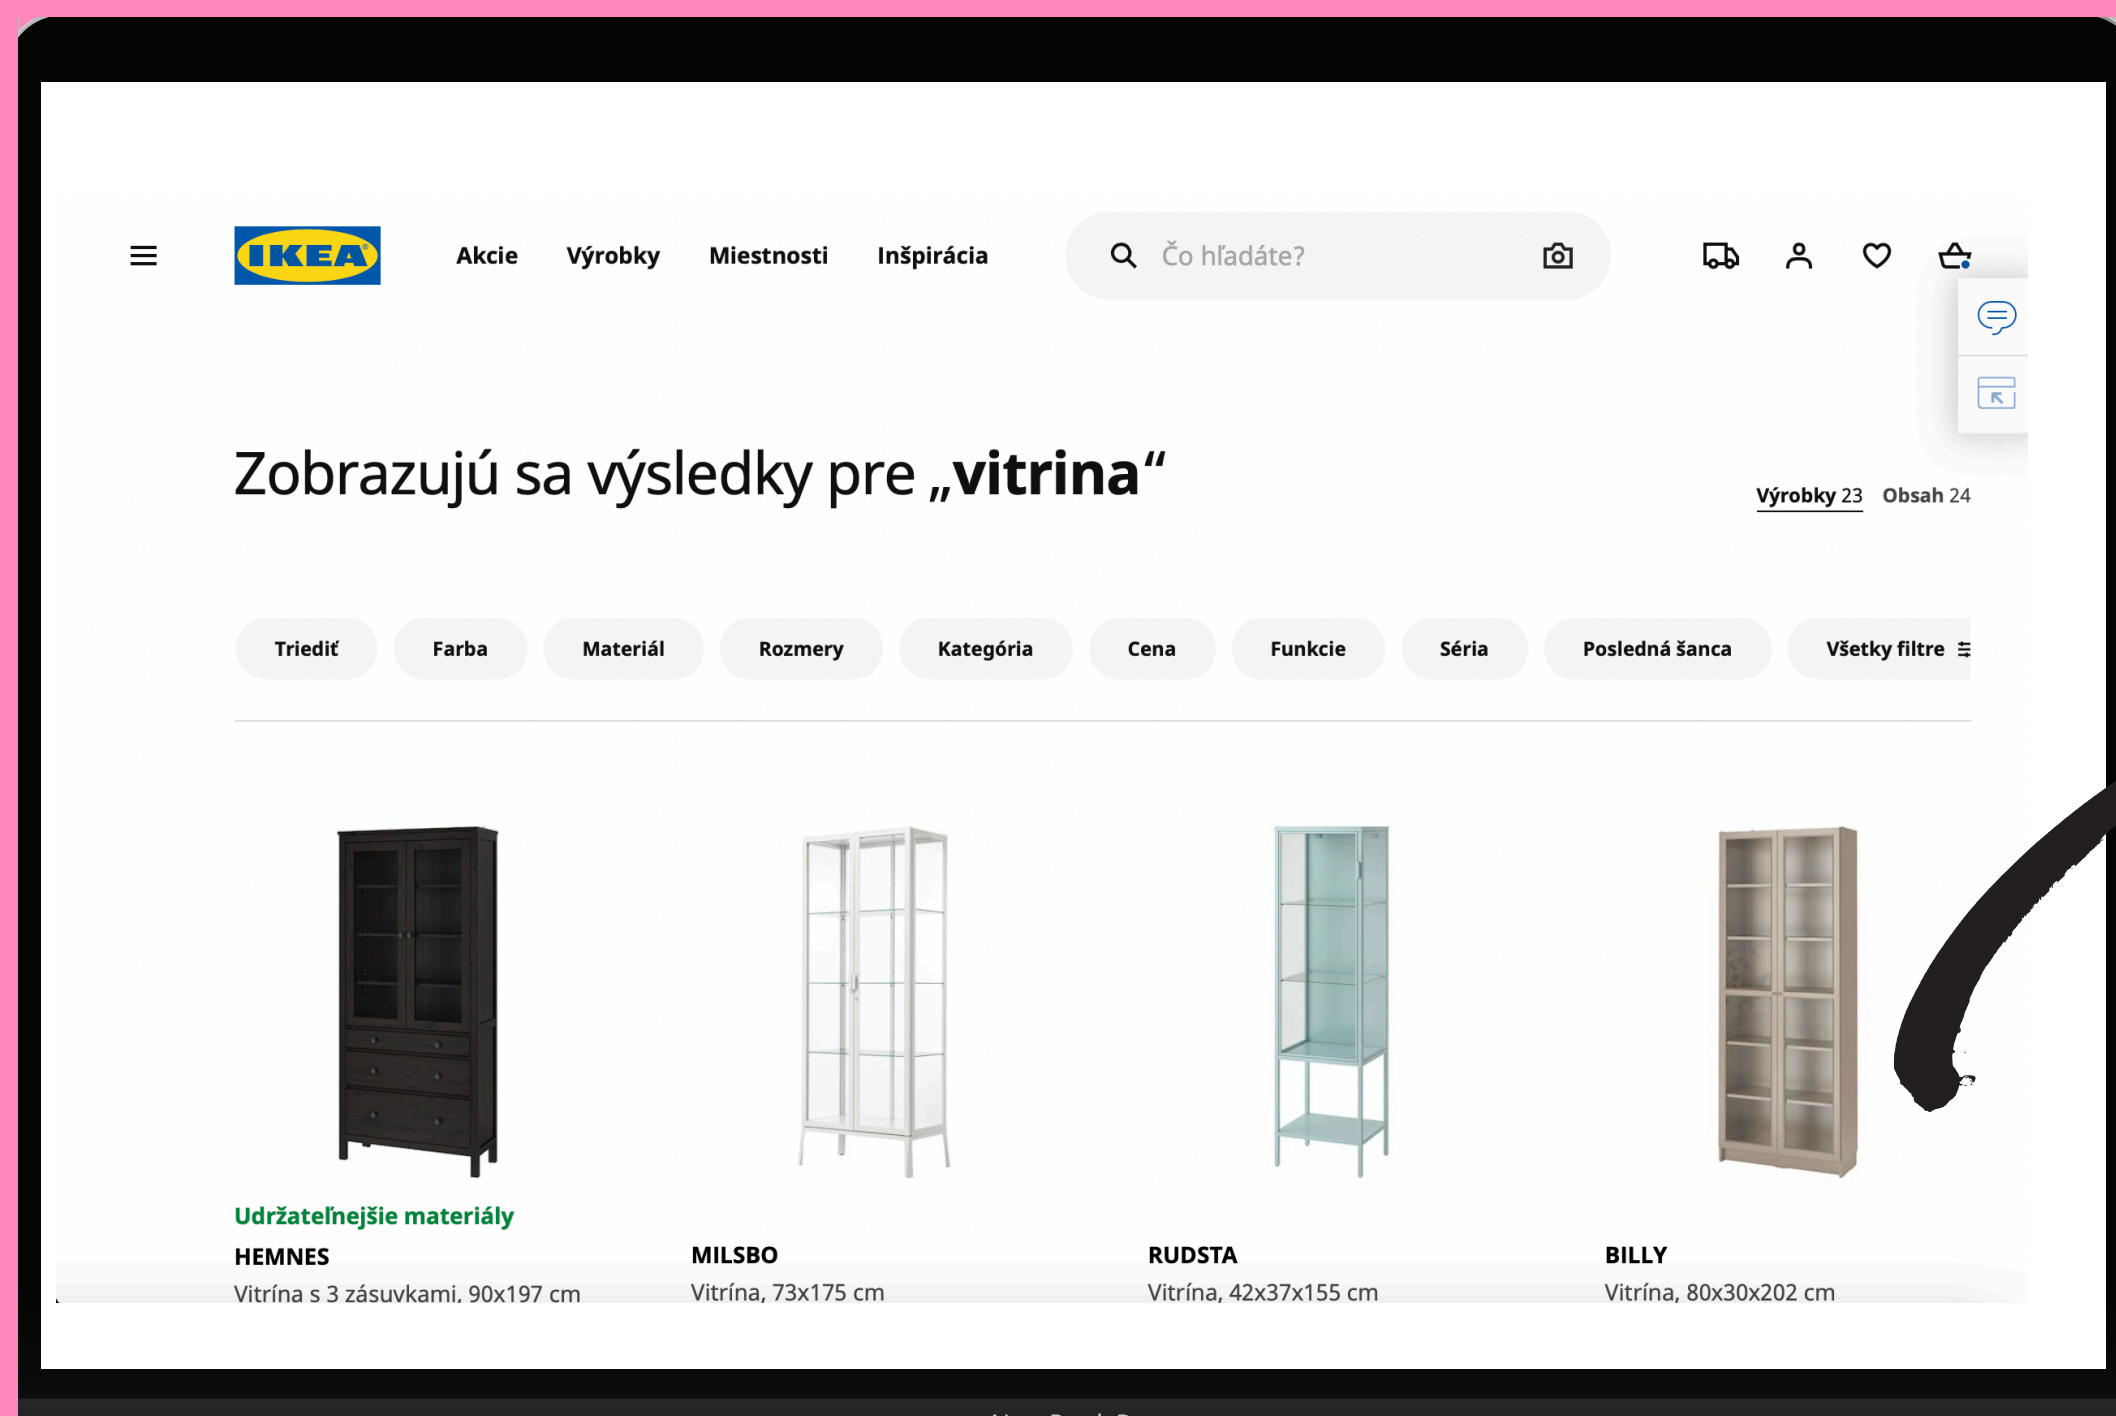 IKEA
Akcie Výrobky Miestnosti Inšpirácia Čo hľadáte?
Zobrazujú sa výsledky pre „vitrina“
Výrobky 23 Obsah 24
Triediť Farba Materiál Rozmery Kategória Cena Funkcie Séria Posledná šanca Všetky filtre
Udržateľnejšie materiály
HEMNES MILSBO RUDSTA BILLY
Vitrína s 3 zásuvkami, 90x197 cm Vitrína, 73x175 cm Vitrína, 42x37x155 cm Vitrína, 80x30x202 cm